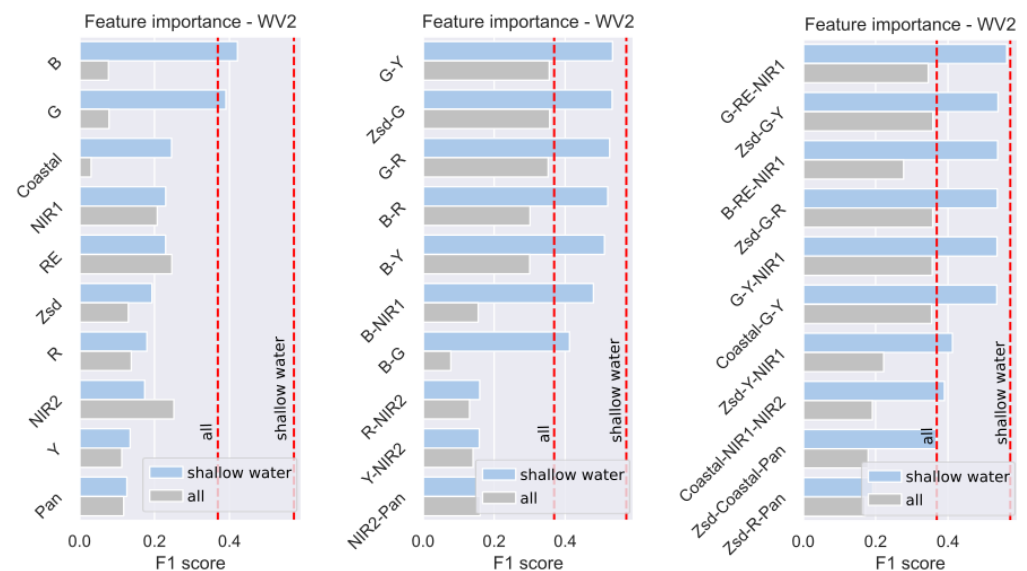 Feature importance - WV2
B
G
Coastal
NIR1
RE
Zsd
R
NIR2
Y
Pan
all
shallow water
shallow water
all
0.0 0.2 0.4
F1 score
Feature importance - WV2
G-Y
Zsd-G
G-R
B-R
B-Y
B-NIR1
B-G
R-NIR2
Y-NIR2
NIR2-Pan
all
shallow water
shallow water
all
0.0 0.2 0.4
F1 score
Feature importance - WV2
G-RE-NIR1
Zsd-G-Y
B-RE-NIR1
Zsd-G-R
G-Y-NIR1
Coastal-G-Y
Zsd-Y-NIR1
Coastal-NIR1-NIR2
Zsd-Coastal-Pan
Zsd-R-Pan
all
shallow water
shallow water
all
0.0 0.2 0.4
F1 score